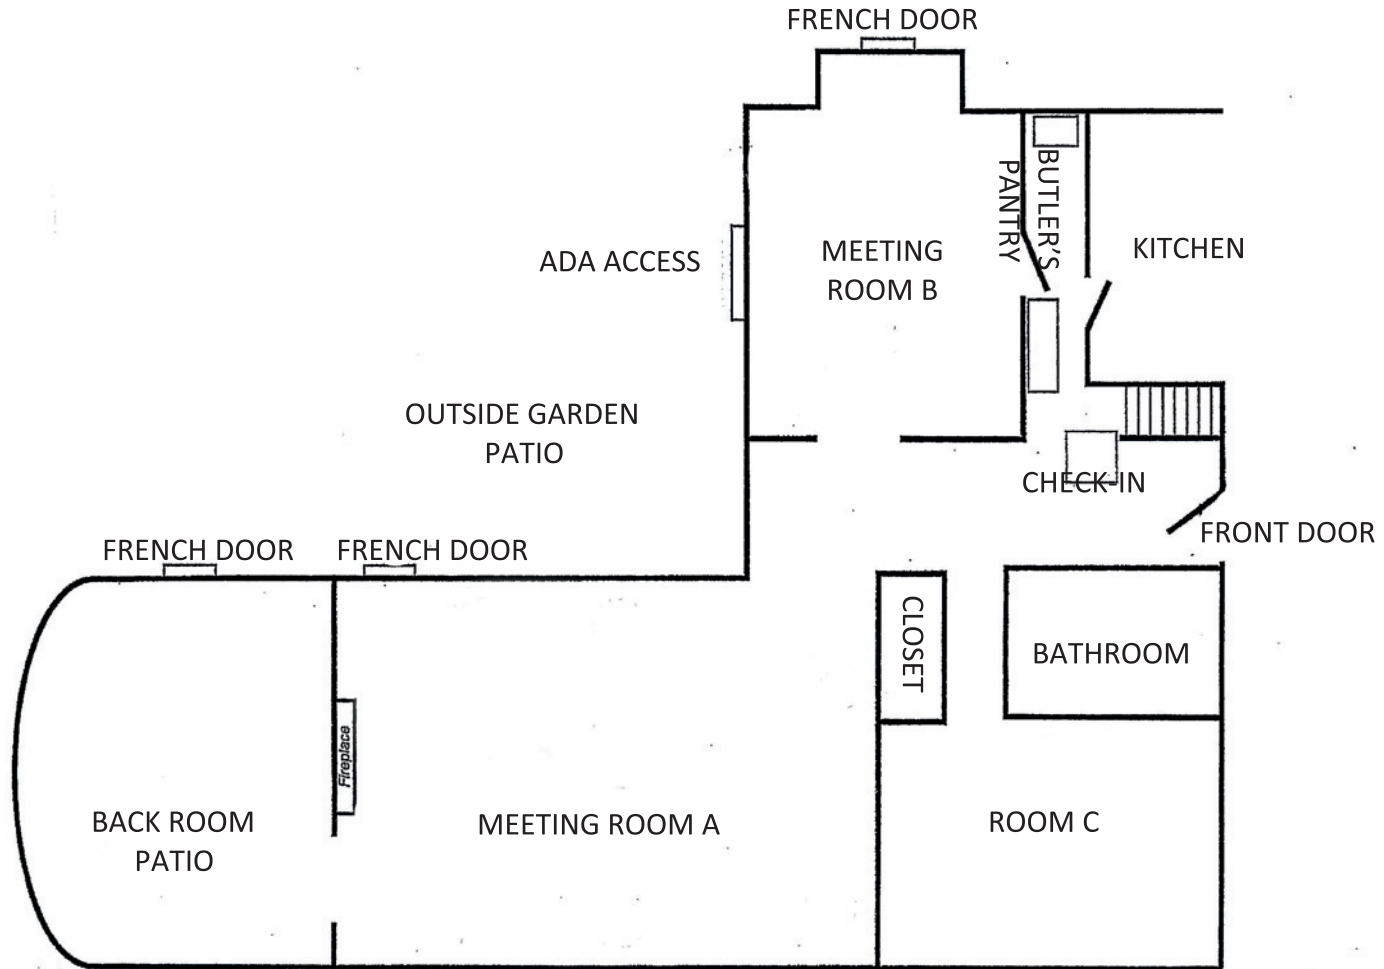 FRENCH DOOR
BUTLER'S
PANTRY
KITCHEN
MEETING
ROOM B
ADA ACCESS
OUTSIDE GARDEN
PATIO
CHECK-IN
FRONT DOOR
FRENCH DOOR
FRENCH DOOR
CLOSET
BATHROOM
Fireplace
BACK ROOM
PATIO
MEETING ROOM A
ROOM C